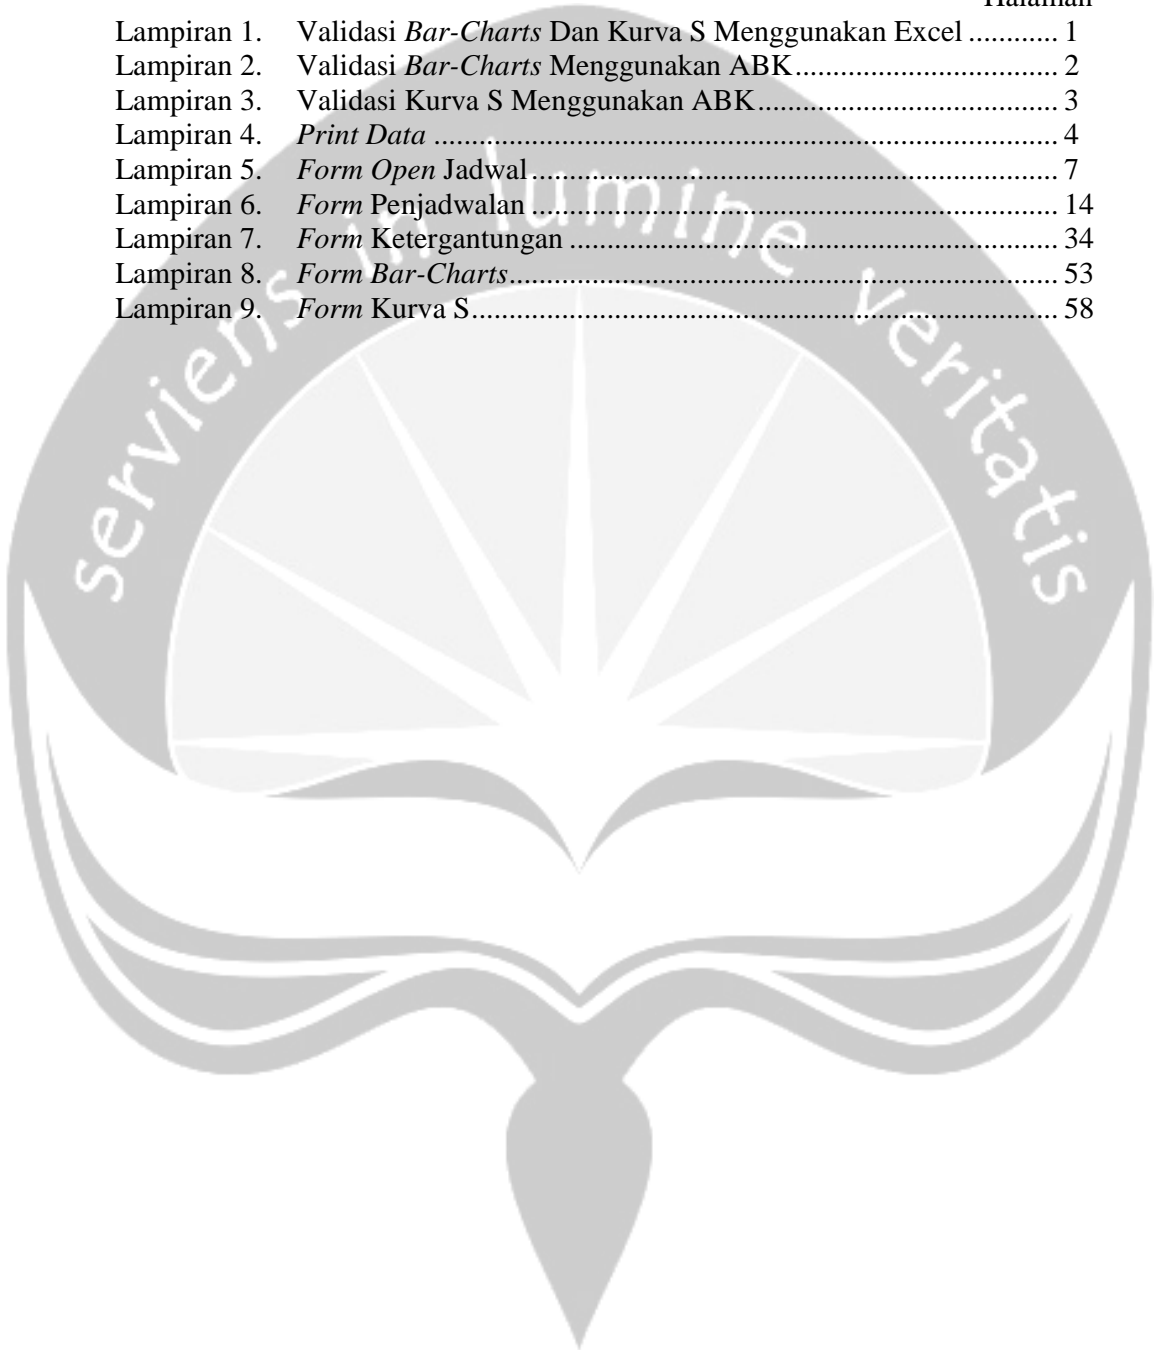 Halaman
Lampiran 1. Validasi Bar-Charts Dan Kurva S Menggunakan Excel ............ 1
Lampiran 2. Validasi Bar-Charts Menggunakan ABK.................................. 2
Lampiran 3. Validasi Kurva S Menggunakan ABK....................................... 3
Lampiran 4. Print Data ................................................................................. 4
Lampiran 5. Form Open Jadwal.................................................................... 7
Lampiran 6. Form Penjadwalan .................................................................... 14
Lampiran 7. Form Ketergantungan ............................................................... 34
Lampiran 8. Form Bar-Charts....................................................................... 53
Lampiran 9. Form Kurva S............................................................................ 58
serviens in lumine veritatis